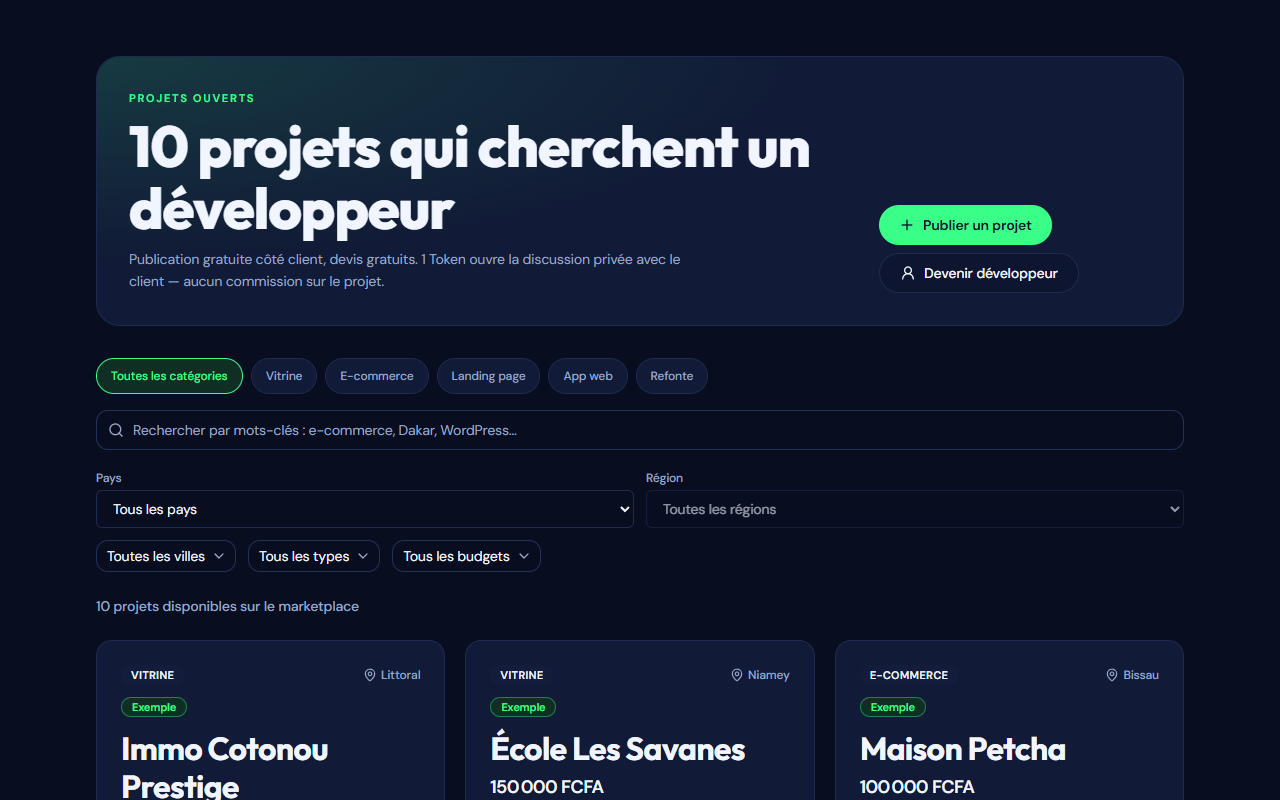 PROJETS OUVERTS
10 projets qui cherchent un
développeur
Publication gratuite côté client, devis gratuits. 1 Token ouvre la discussion privée avec le
client — aucun commission sur le projet.
Publier un projet
Devenir développeur
Toutes les catégories
Vitrine
E-commerce
Landing page
App web
Refonte
Rechercher par mots-clés : e-commerce, Dakar, WordPress...
Pays
Région
Tous les pays
Toutes les régions
Toutes les villes
Tous les types
Tous les budgets
10 projets disponibles sur le marketplace
VITRINE
Littoral
Exemple
Immo Cotonou
Prestige
VITRINE
Niamey
Exemple
École Les Savanes
150 000 FCFA
E-COMMERCE
Bissau
Exemple
Maison Petcha
100 000 FCFA